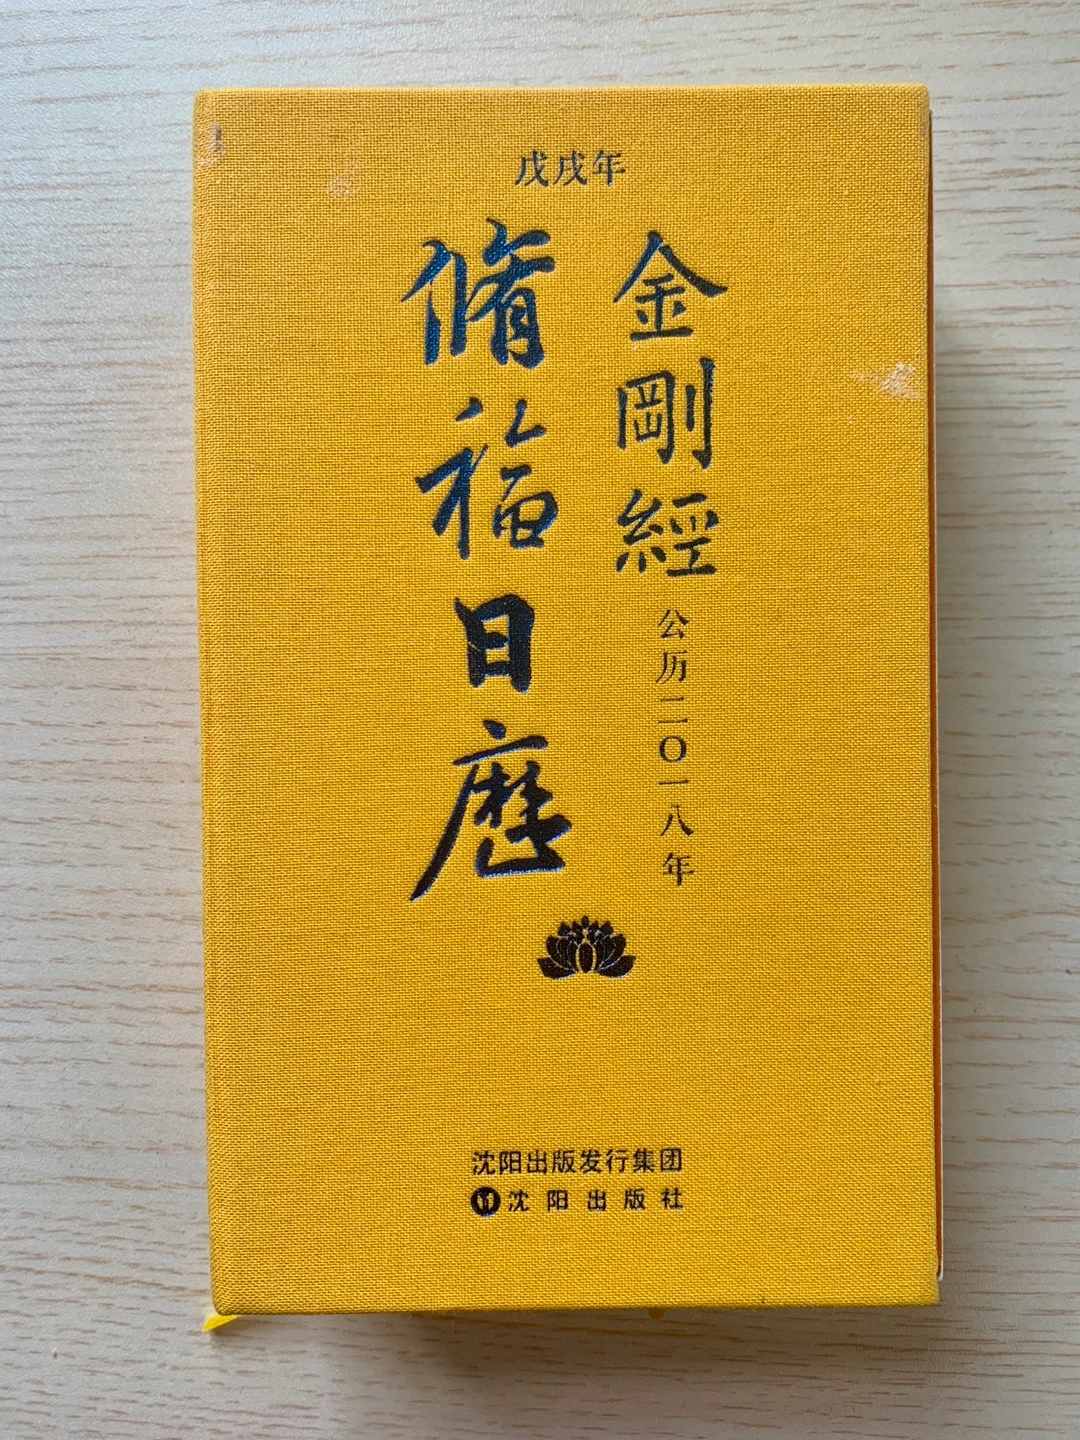 戊戌年
金剛經
公历二〇一八年
脩福日曆
沈阳出版发行集团
沈阳出版社